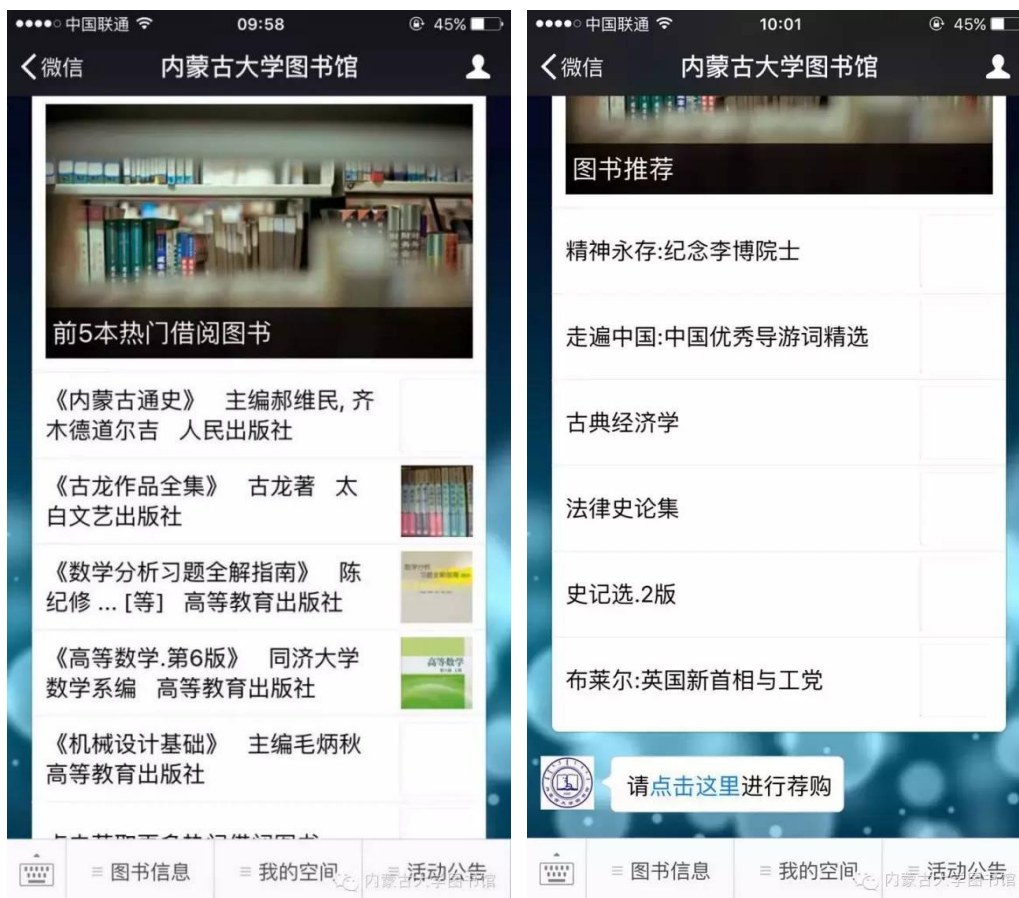 中国联通 09:58 45%
微信 内蒙古大学图书馆
前5本热门借阅图书
《内蒙古通史》 主编郝维民, 齐
木德道尔吉 人民出版社
《古龙作品全集》 古龙著 太
白文艺出版社
《数学分析习题全解指南》 陈
纪修 ... [等] 高等教育出版社
《高等数学.第6版》 同济大学
数学系编 高等教育出版社
高等数学
《机械设计基础》 主编毛炳秋
高等教育出版社
图书信息 我的空间 活动公告
内蒙古大学图书馆
中国联通 10:01 45%
微信 内蒙古大学图书馆
图书推荐
精神永存:纪念李博院士
走遍中国:中国优秀导游词精选
古典经济学
法律史论集
史记选.2版
布莱尔:英国新首相与工党
请点击这里进行荐购
图书信息 我的空间 活动公告
内蒙古大学图书馆